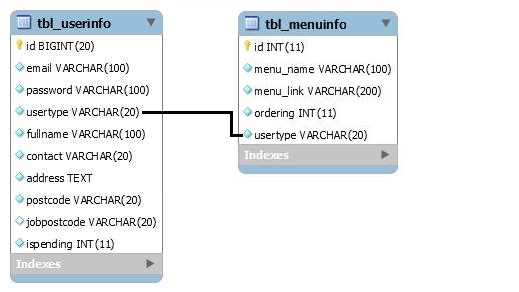 tbl_userinfo
id BIGINT(20)
email VARCHAR(100)
password VARCHAR(100)
usertype VARCHAR(20)
fullname VARCHAR(100)
contact VARCHAR(20)
address TEXT
postcode VARCHAR(20)
jobpostcode VARCHAR(20)
ispending INT(11)
Indexes
tbl_menuinfo
id INT(11)
menu_name VARCHAR(100)
menu_link VARCHAR(200)
ordering INT(11)
usertype VARCHAR(20)
Indexes